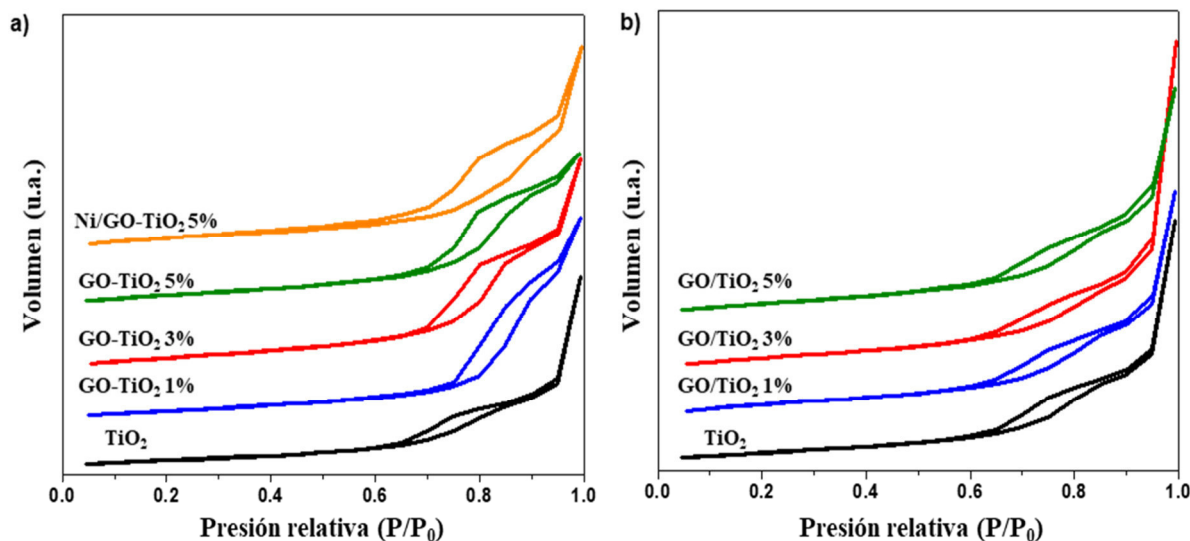 a)
Volumen (u.a.)
Ni/GO-TiO₂ 5%
GO-TiO₂ 5%
GO-TiO₂ 3%
GO-TiO₂ 1%
TiO₂
0.0 0.2 0.4 0.6 0.8 1.0
Presión relativa (P/P₀)
b)
Volumen (u.a.)
GO/TiO₂ 5%
GO/TiO₂ 3%
GO/TiO₂ 1%
TiO₂
0.0 0.2 0.4 0.6 0.8 1.0
Presión relativa (P/P₀)